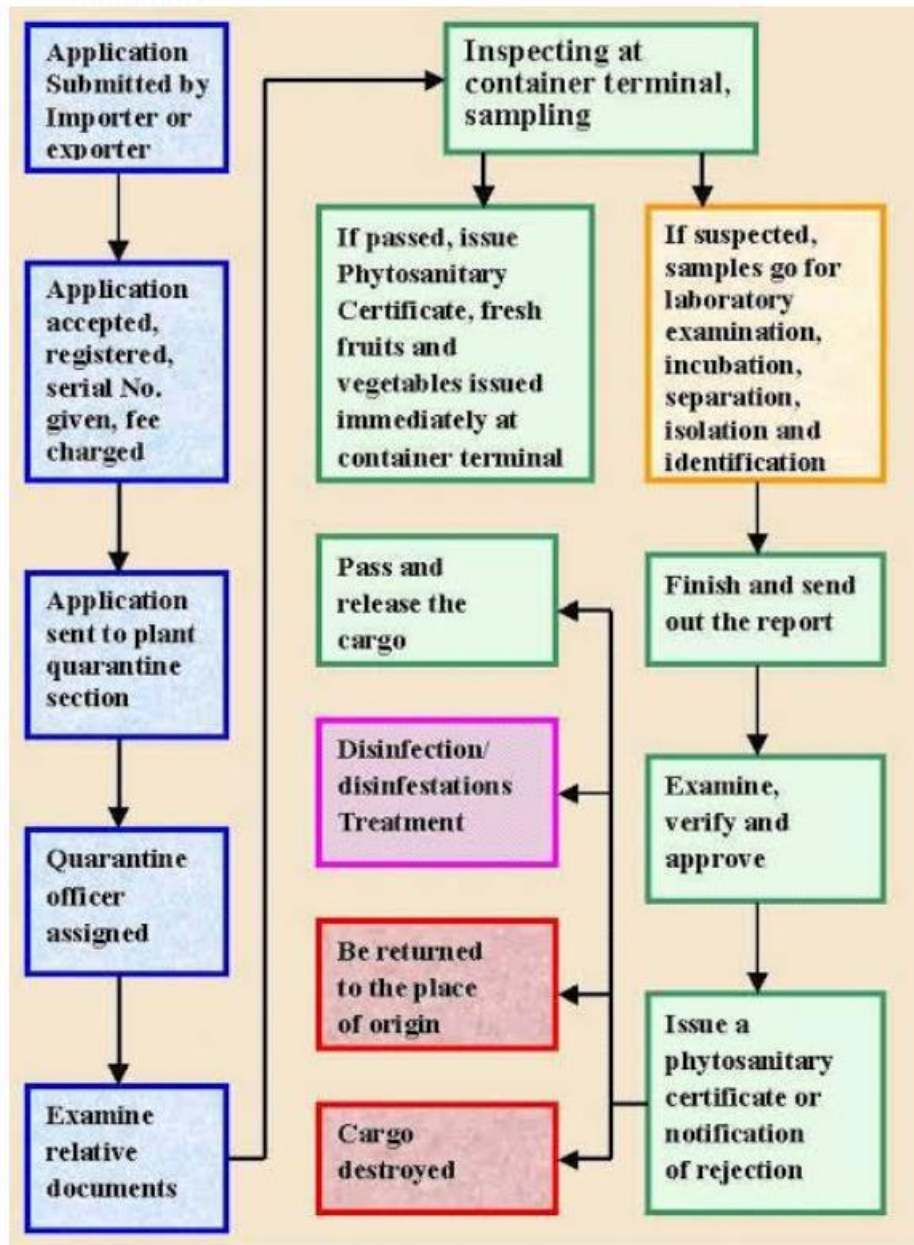 Application
Submitted by
Importer or
exporter
Application
accepted,
registered,
serial No.
given, fee
charged
Application
sent to plant
quarantine
section
Quarantine
officer
assigned
Examine
relative
documents
Inspecting at
container terminal,
sampling
If passed, issue
Phytosanitary
Certificate, fresh
fruits and
vegetables issued
immediately at
container terminal
If suspected,
samples go for
laboratory
examination,
incubation,
separation,
isolation and
identification
Finish and send
out the report
Examine,
verify and
approve
Issue a
phytosanitary
certificate or
notification
of rejection
Pass and
release the
cargo
Disinfection/
disinfestations
Treatment
Be returned
to the place
of origin
Cargo
destroyed